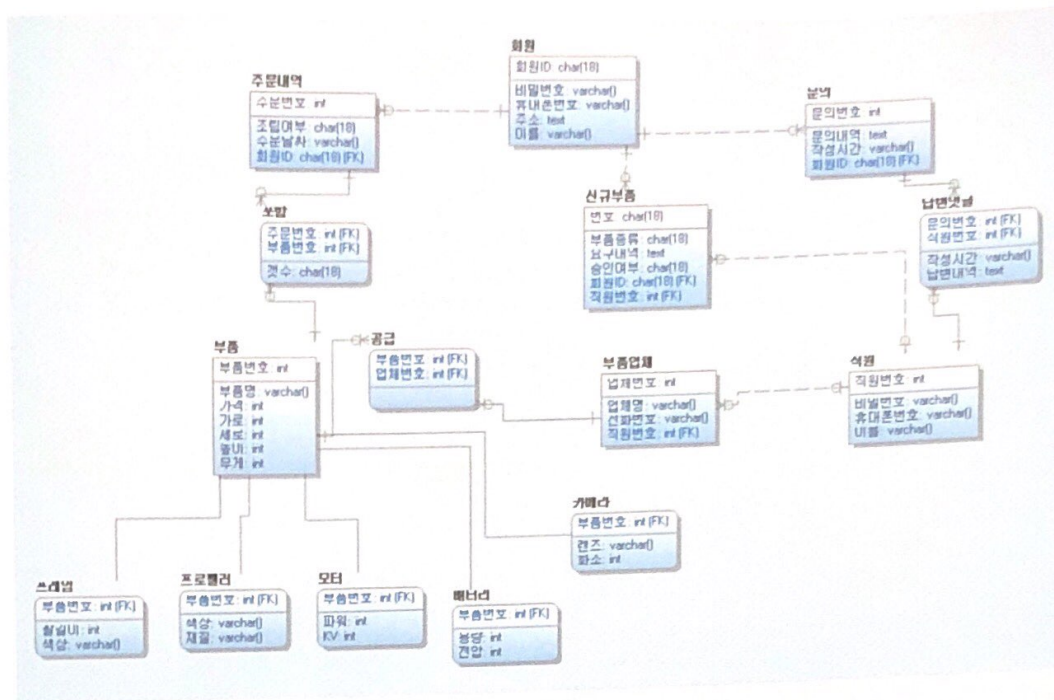 회원
회원ID: char(18)
비밀번호: varchar()
휴대폰번호: varchar()
주소: text
이름: varchar()
주문내역
주문번호: int
조립여부: char(18)
주문날짜: varchar()
회원ID: char(18) (FK)
문의
문의번호: int
문의내역: text
작성시간: varchar()
회원ID: char(18) (FK)
포함
주문번호: int (FK)
부품번호: int (FK)
갯수: char(18)
신규부품
번호: char(18)
부품종류: char(18)
요구내역: text
승인여부: char(18)
회원ID: char(18) (FK)
직원번호: int (FK)
답변댓글
문의번호: int (FK)
직원번호: int (FK)
작성시간: varchar()
답변내역: text
부품
부품번호: int
부품명: varchar()
가격: int
가로: int
세로: int
높이: int
무게: int
공급
부품번호: int (FK)
업체번호: int (FK)
부품업체
업체번호: int
업체명: varchar()
전화번호: varchar()
직원번호: int (FK)
직원
직원번호: int
비밀번호: varchar()
휴대폰번호: varchar()
이름: varchar()
카메라
부품번호: int (FK)
렌즈: varchar()
화소: int
프레임
부품번호: int (FK)
: int
색상: varchar()
프로펠러
부품번호: int (FK)
색상: varchar()
재질: varchar()
모터
부품번호: int (FK)
파워: int
KV: int
배터리
부품번호: int (FK)
용량: int
전압: int